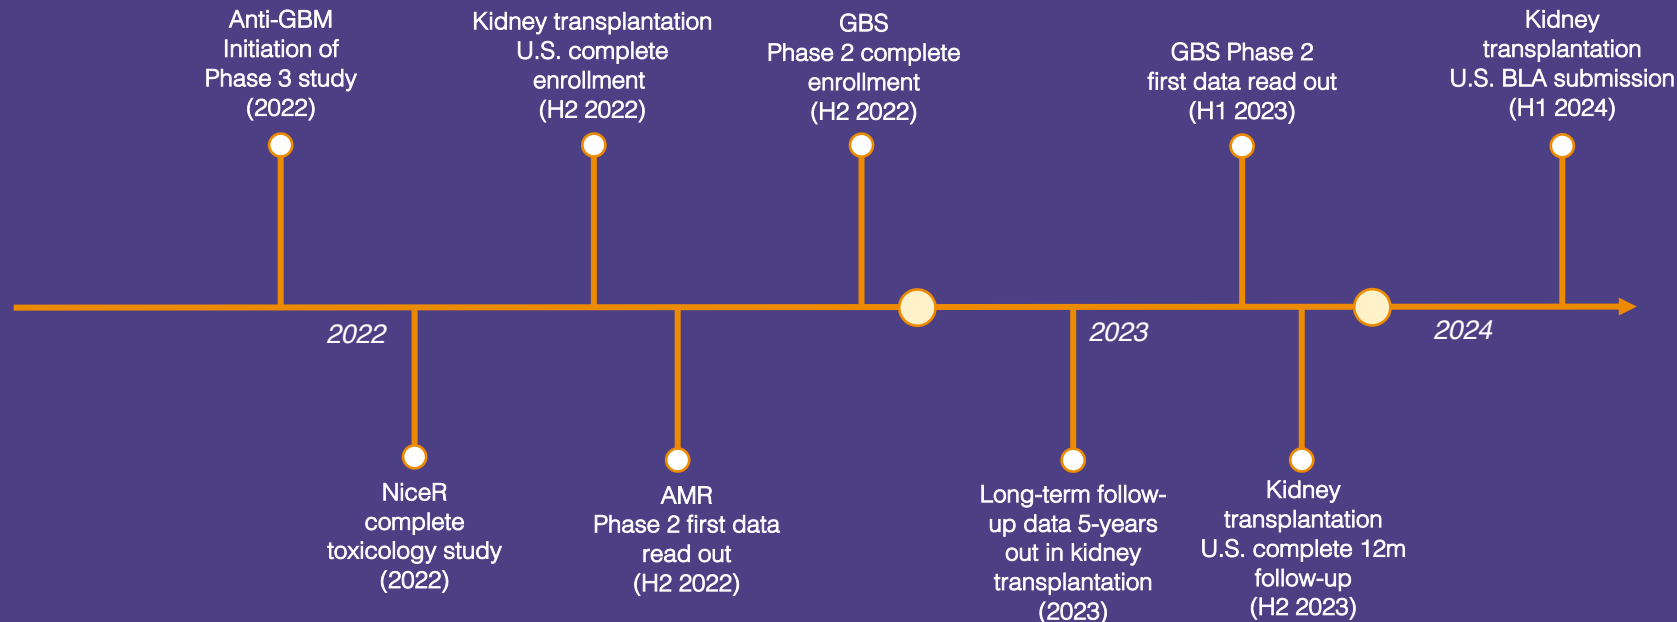 Anti-GBM
Initiation of
Phase 3 study
(2022)
Kidney transplantation
U.S. complete
enrollment
(H2 2022)
GBS
Phase 2 complete
enrollment
(H2 2022)
GBS Phase 2
first data read out
(H1 2023)
Kidney
transplantation
U.S. BLA submission
(H1 2024)
2022
2023
2024
NiceR
complete
toxicology study
(2022)
AMR
Phase 2 first data
read out
(H2 2022)
Long-term follow-
up data 5-years
out in kidney
transplantation
(2023)
Kidney
transplantation
U.S. complete 12m
follow-up
(H2 2023)